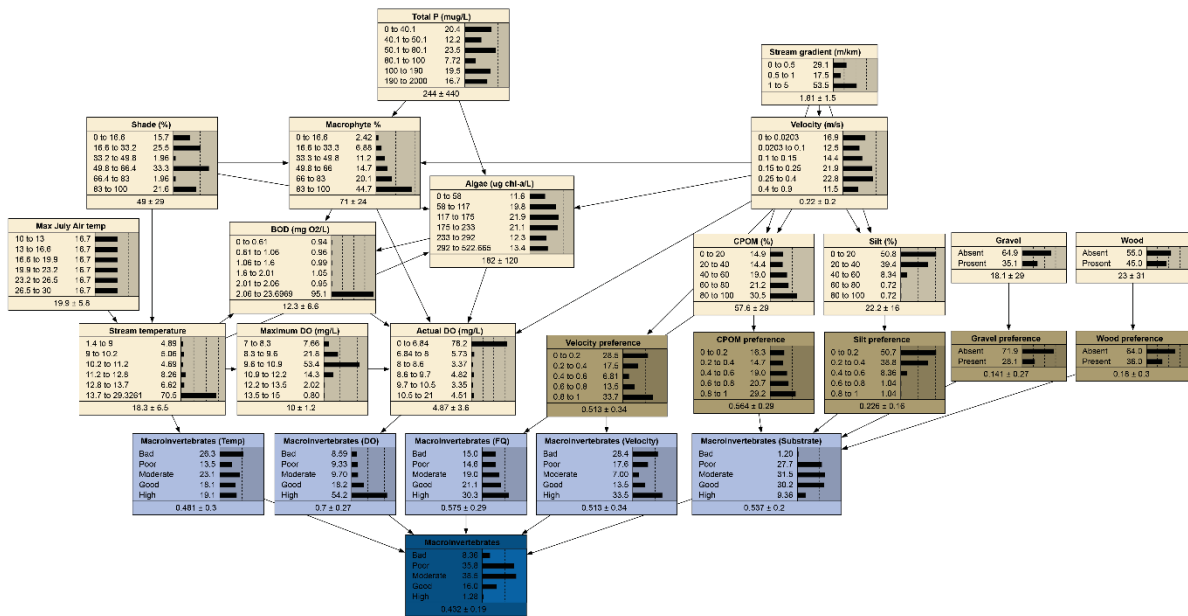 Total P (mug/L)
0 to 40.1 20.4
40.1 to 50.1 12.2
50.1 to 80.1 23.5
80.1 to 100 7.72
100 to 190 19.5
190 to 2000 16.7
244 ± 440
Stream gradient (m/km)
0 to 0.5 29.1
0.5 to 1 17.5
1 to 5 53.5
1.81 ± 1.5
Shade (%)
0 to 16.6 15.7
16.6 to 33.2 25.5
33.2 to 49.8 1.96
49.8 to 66.4 33.3
66.4 to 83 1.96
83 to 100 21.6
49 ± 29
Macrophyte %
0 to 16.6 2.42
16.6 to 33.3 6.88
33.3 to 49.8 11.2
49.8 to 66 14.7
66 to 83 20.1
83 to 100 44.7
71 ± 24
Velocity (m/s)
0 to 0.0203 16.9
0.0203 to 0.1 12.5
0.1 to 0.15 14.4
0.15 to 0.25 21.9
0.25 to 0.4 22.8
0.4 to 0.9 11.5
0.22 ± 0.2
Algae (ug chl-a/L)
0 to 58 11.6
58 to 117 19.8
117 to 175 21.9
175 to 233 21.1
233 to 292 12.3
292 to 522.665 13.4
182 ± 120
Max July Air temp
10 to 13 16.7
13 to 16.6 16.7
16.6 to 19.9 16.7
19.9 to 23.2 16.7
23.2 to 26.5 16.7
26.5 to 30 16.7
19.9 ± 5.8
BOD (mg O2/L)
0 to 0.61 0.94
0.61 to 1.06 0.96
1.06 to 1.6 0.99
1.6 to 2.01 1.05
2.01 to 2.06 0.95
2.06 to 23.6969 95.1
12.3 ± 6.6
CPOM (%)
0 to 20 14.9
20 to 40 14.4
40 to 60 19.0
60 to 80 21.2
80 to 100 30.5
57.6 ± 29
Silt (%)
0 to 20 50.8
20 to 40 39.4
40 to 60 8.34
60 to 80 0.72
80 to 100 0.72
22.2 ± 16
Gravel
Absent 64.9
Present 35.1
18.1 ± 29
Wood
Absent 55.0
Present 45.0
23 ± 31
Stream temperature
1.4 to 9 4.89
9 to 10.2 5.06
10.2 to 11.2 4.69
11.2 to 12.8 8.26
12.8 to 13.7 6.62
13.7 to 29.3261 70.5
18.3 ± 6.5
Maximum DO (mg/L)
7 to 8.3 7.66
8.3 to 9.6 21.8
9.6 to 10.9 53.4
10.9 to 12.2 14.3
12.2 to 13.5 2.02
13.5 to 15 0.80
10 ± 1.2
Actual DO (mg/L)
0 to 6.84 78.2
6.84 to 8 5.73
8 to 8.6 3.37
8.6 to 9.7 4.82
9.7 to 10.5 3.35
10.5 to 21 4.51
4.87 ± 3.6
Velocity preference
0 to 0.2 28.5
0.2 to 0.4 17.5
0.4 to 0.6 6.81
0.6 to 0.8 13.5
0.8 to 1 33.7
0.513 ± 0.34
CPOM preference
0 to 0.2 16.3
0.2 to 0.4 14.7
0.4 to 0.6 19.0
0.6 to 0.8 20.7
0.8 to 1 29.2
0.564 ± 0.29
Silt preference
0 to 0.2 50.7
0.2 to 0.4 38.8
0.4 to 0.6 8.36
0.6 to 0.8 1.04
0.8 to 1 1.04
0.226 ± 0.16
Gravel preference
Absent 71.9
Present 28.1
0.141 ± 0.27
Wood preference
Absent 64.0
Present 36.0
0.18 ± 0.3
Macroinvertebrates (Temp)
Bad 26.3
Poor 13.5
Moderate 23.1
Good 18.1
High 19.1
0.481 ± 0.3
Macroinvertebrates (DO)
Bad 8.59
Poor 9.33
Moderate 9.70
Good 18.2
High 54.2
0.7 ± 0.27
Macroinvertebrates (FQ)
Bad 15.0
Poor 14.6
Moderate 19.0
Good 21.1
High 30.3
0.575 ± 0.29
Macroinvertebrates (Velocity)
Bad 28.4
Poor 17.6
Moderate 7.00
Good 13.5
High 33.5
0.513 ± 0.34
Macroinvertebrates (Substrate)
Bad 1.20
Poor 27.7
Moderate 31.5
Good 30.2
High 9.36
0.537 ± 0.2
Macroinvertebrates
Bad 8.36
Poor 35.8
Moderate 38.6
Good 16.0
High 1.28
0.432 ± 0.19